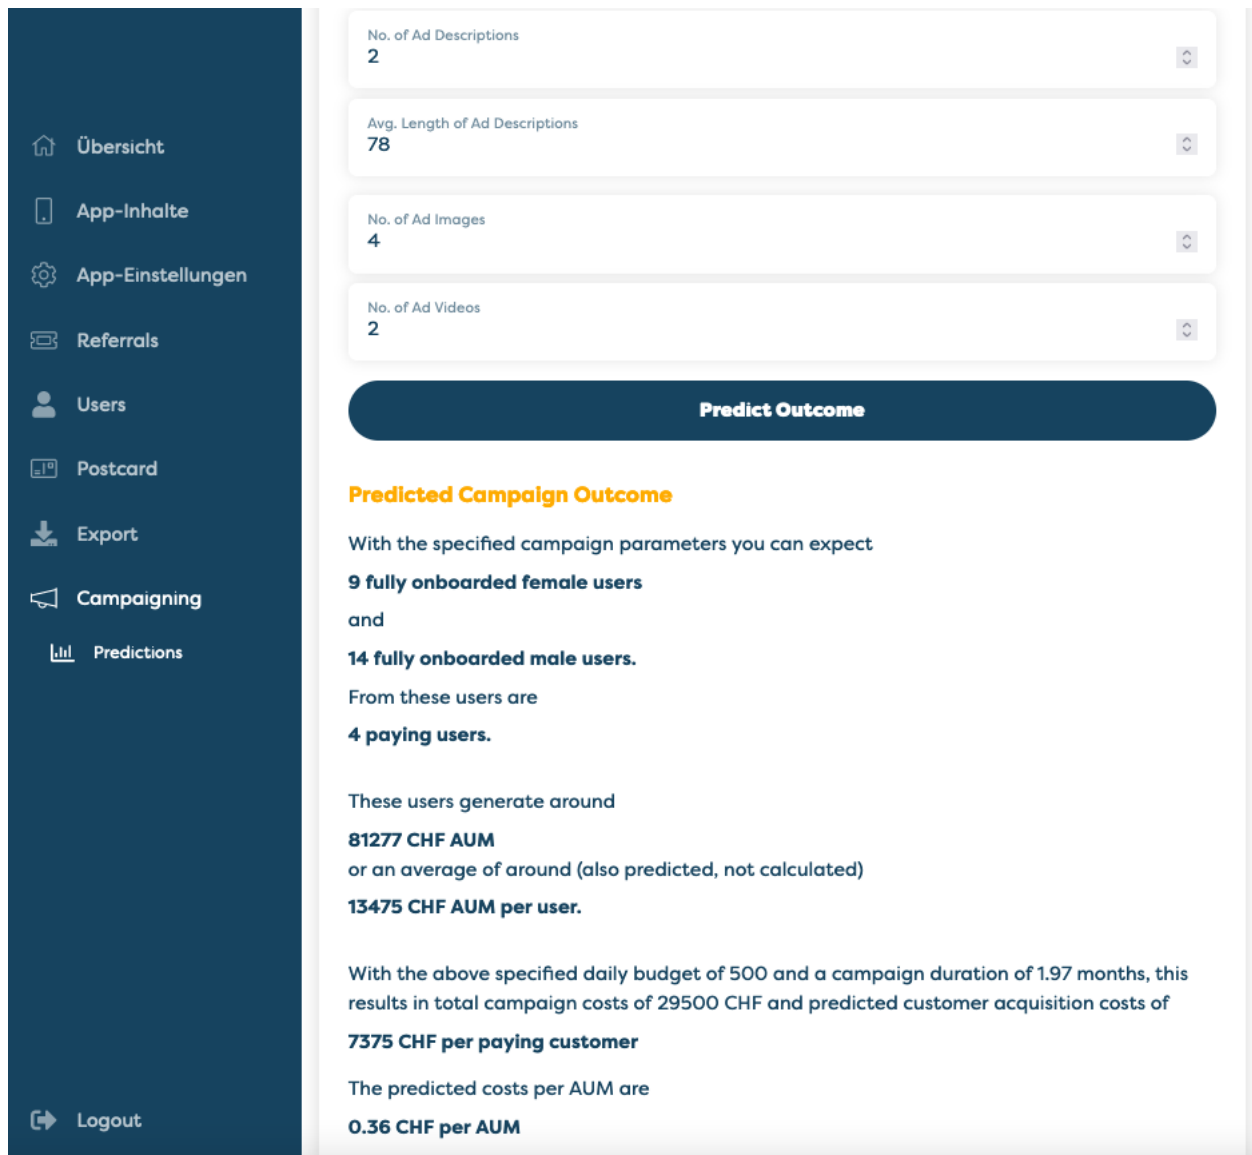 Übersicht
App-Inhalte
App-Einstellungen
Referrals
Users
Postcard
Export
Campaigning
Predictions
Logout
No. of Ad Descriptions
2
Avg. Length of Ad Descriptions
78
No. of Ad Images
4
No. of Ad Videos
2
Predict Outcome
Predicted Campaign Outcome
With the specified campaign parameters you can expect
9 fully onboarded female users
and
14 fully onboarded male users.
From these users are
4 paying users.
These users generate around
81277 CHF AUM
or an average of around (also predicted, not calculated)
13475 CHF AUM per user.
With the above specified daily budget of 500 and a campaign duration of 1.97 months, this
results in total campaign costs of 29500 CHF and predicted customer acquisition costs of
7375 CHF per paying customer
The predicted costs per AUM are
0.36 CHF per AUM